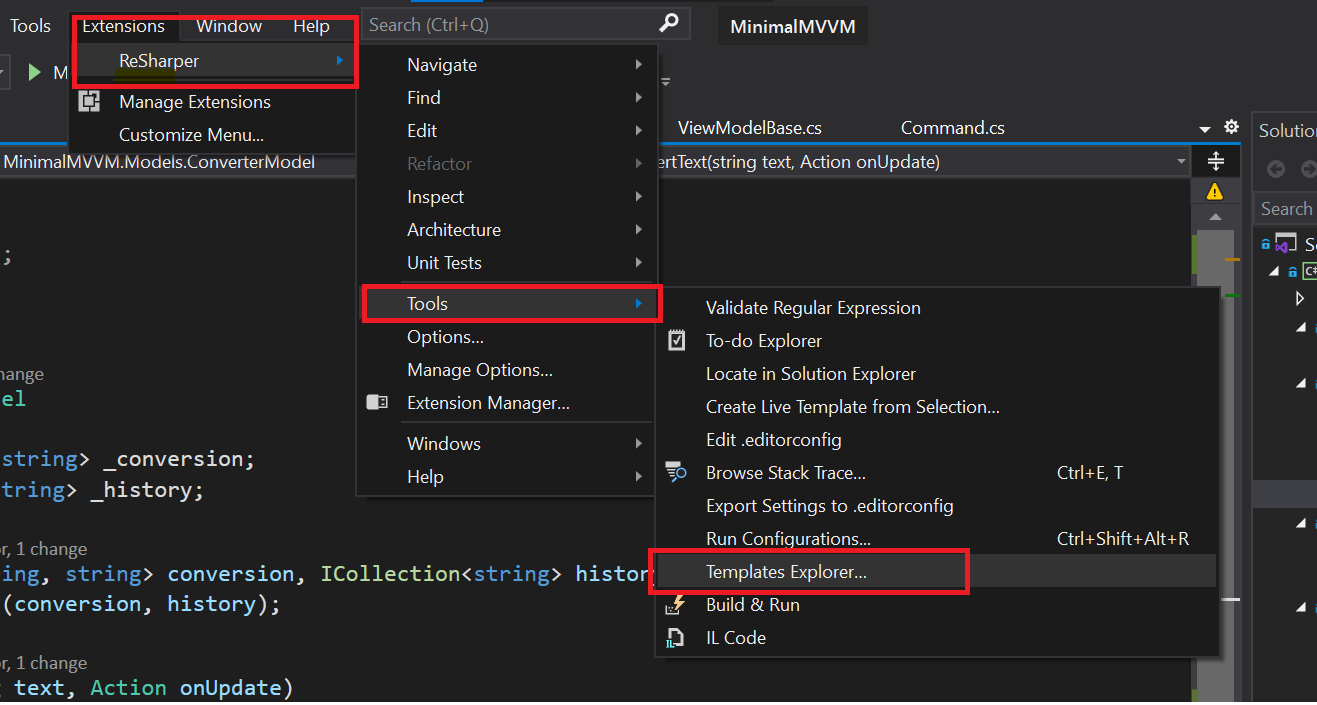 Tools
Extensions
Window
Help
Search (Ctrl+Q)
MinimalMVVM
ReSharper
M
Manage Extensions
Customize Menu...
Navigate
Find
Edit
Refactor
Inspect
Architecture
Unit Tests
Tools
Options...
Manage Options...
Extension Manager...
Windows
Help
ViewModelBase.cs
Command.cs
Solutio
MinimalMVVM.Models.ConverterModel
ertText(string text, Action onUpdate)
Search
S
C#
Validate Regular Expression
To-do Explorer
Locate in Solution Explorer
Create Live Template from Selection...
Edit .editorconfig
Browse Stack Trace... Ctrl+E, T
Export Settings to .editorconfig
Run Configurations... Ctrl+Shift+Alt+R
Templates Explorer...
Build & Run
IL Code
;
hange
el
string> _conversion;
tring> _history;
or, 1 change
ing, string> conversion, ICollection<string> histor
(conversion, history);
or, 1 change
text, Action onUpdate)